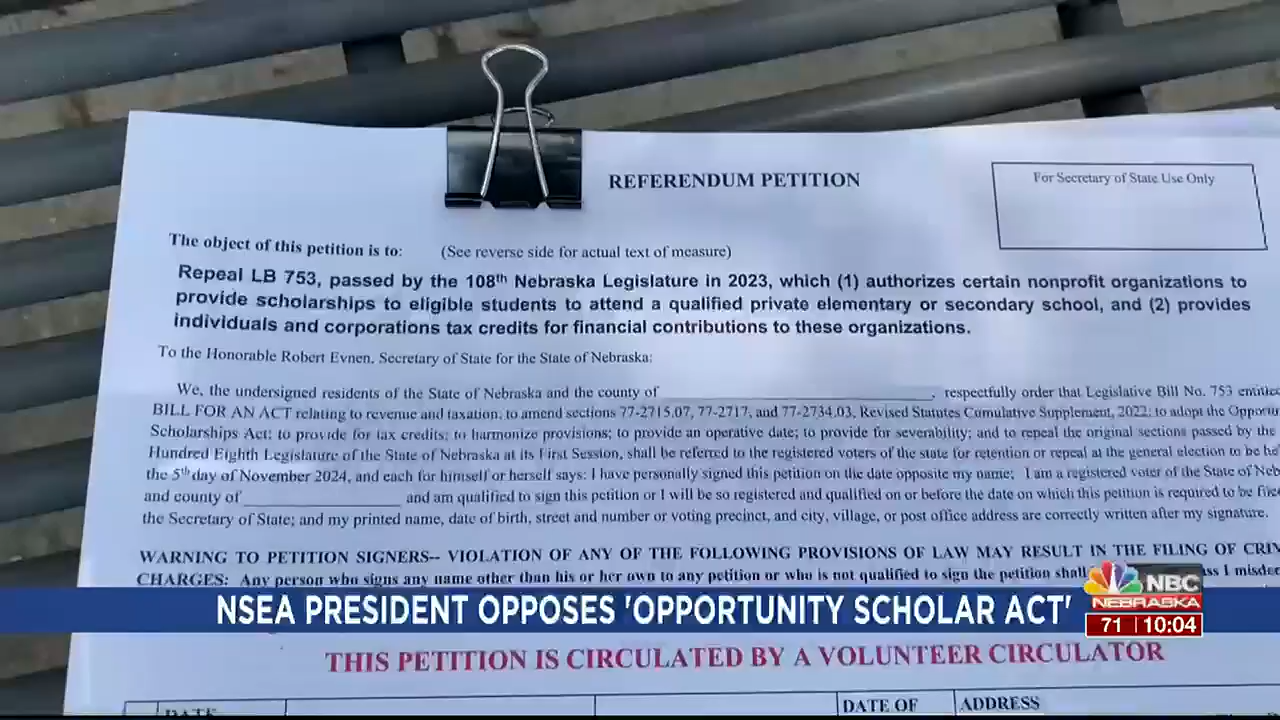 REFERENDUM PETITION
For Secretary of State Use Only
The object of this petition is to: (See reverse side for actual text of measure)
Repeal LB 753, passed by the 108th Nebraska Legislature in 2023, which (1) authorizes certain nonprofit organizations to
provide scholarships to eligible students to attend a qualified private elementary or secondary school, and (2) provides
individuals and corporations tax credits for financial contributions to these organizations.
To the Honorable Robert Evnen, Secretary of State for the State of Nebraska:
We, the undersigned residents of the State of Nebraska and the county of ____________, respectfully order that Legislative Bill No. 753
BILL FOR AN ACT relating to revenue and taxation; to amend sections 77-2715.07, 77-2717, and 77-2734.03, Revised Statutes Cumulative Supplement, 2022; to adopt the
Scholarships Act; to provide for tax credits; to harmonize provisions; to provide an operative date; to provide for severability; and to repeal the original sections passed by the
Hundred Eighth Legislature of the State of Nebraska at its First Session, shall be referred to the registered voters of the state for retention or repeal at the general election to be
the 5th day of November 2024, and each for himself or herself says: I have personally signed this petition on the date opposite my name; I am a registered voter of the State of
and county of ____________ and am qualified to sign this petition or I will be so registered and qualified on or before the date on which this petition is required to be
the Secretary of State; and my printed name, date of birth, street and number or voting precinct, and city, village, or post office address are correctly written after my signature.
WARNING TO PETITION SIGNERS-- VIOLATION OF ANY OF THE FOLLOWING PROVISIONS OF LAW MAY RESULT IN THE FILING OF
CHARGES: Any person who signs any name other than his or her own to any petition or who is not qualified to sign the petition shall
NSEA PRESIDENT OPPOSES 'OPPORTUNITY SCHOLAR ACT'
NBC
NEBRASKA
71 10:04
THIS PETITION IS CIRCULATED BY A VOLUNTEER CIRCULATOR
DATE
DATE OF
ADDRESS